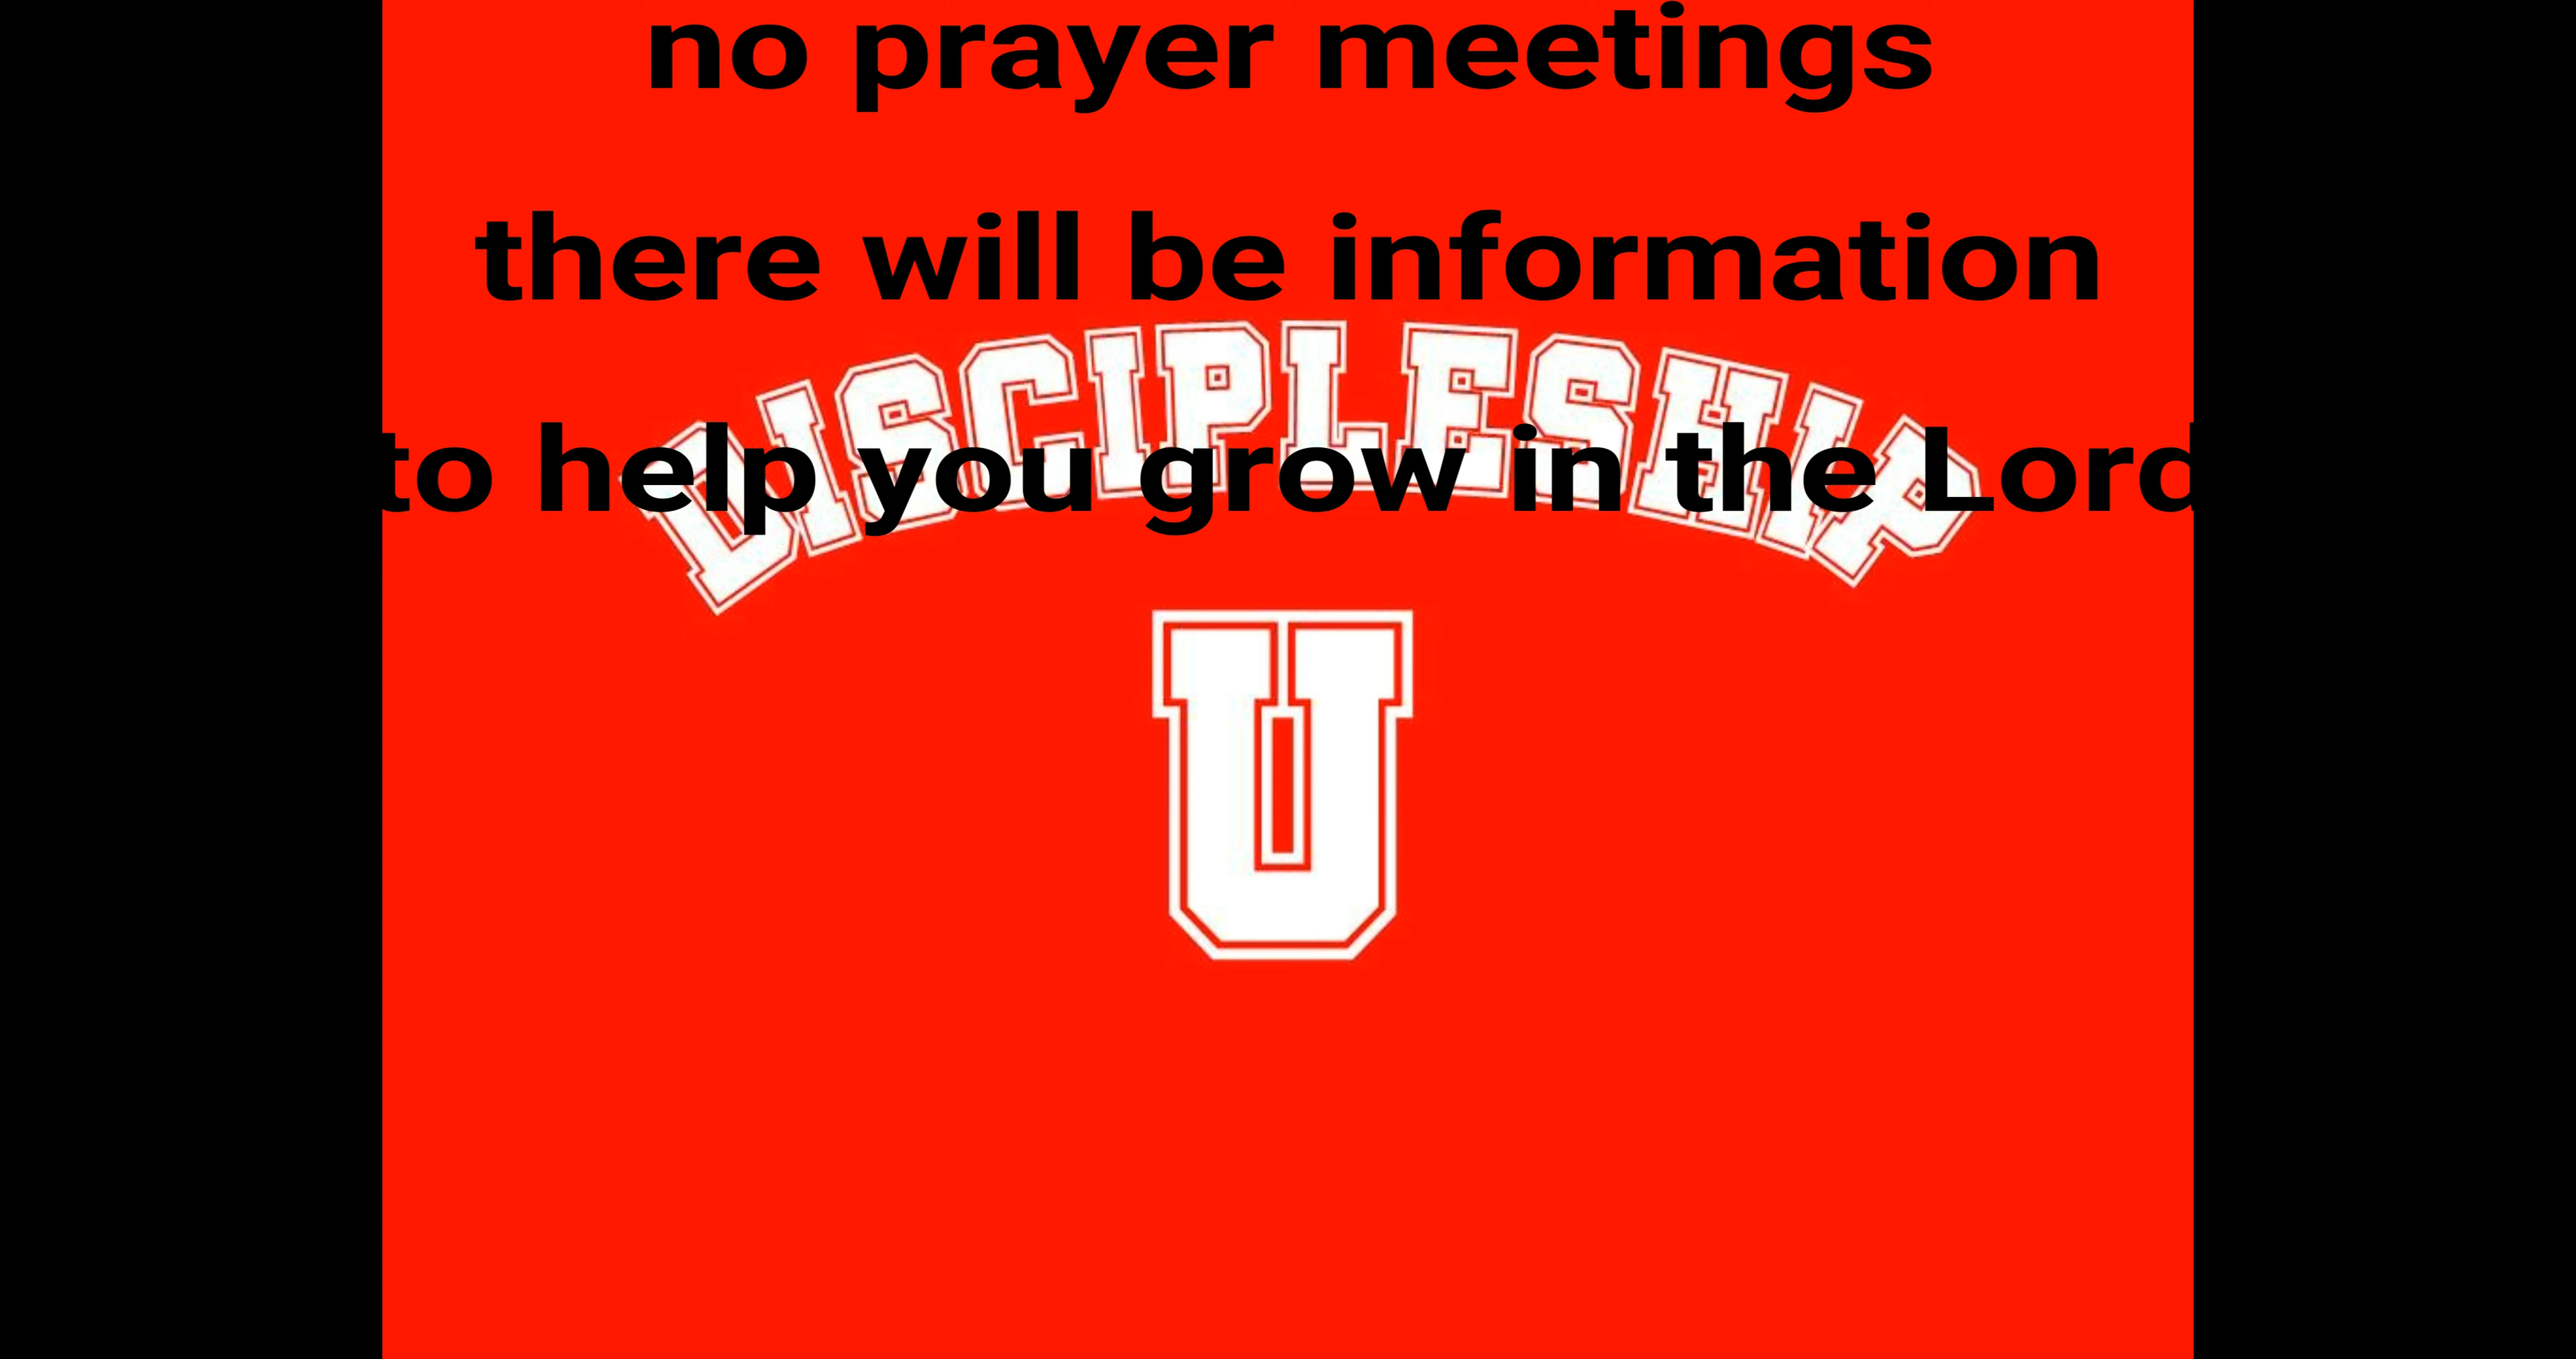 no prayer meetings
there will be information
DISCIPLESHIP
to help you grow in the Lord
U